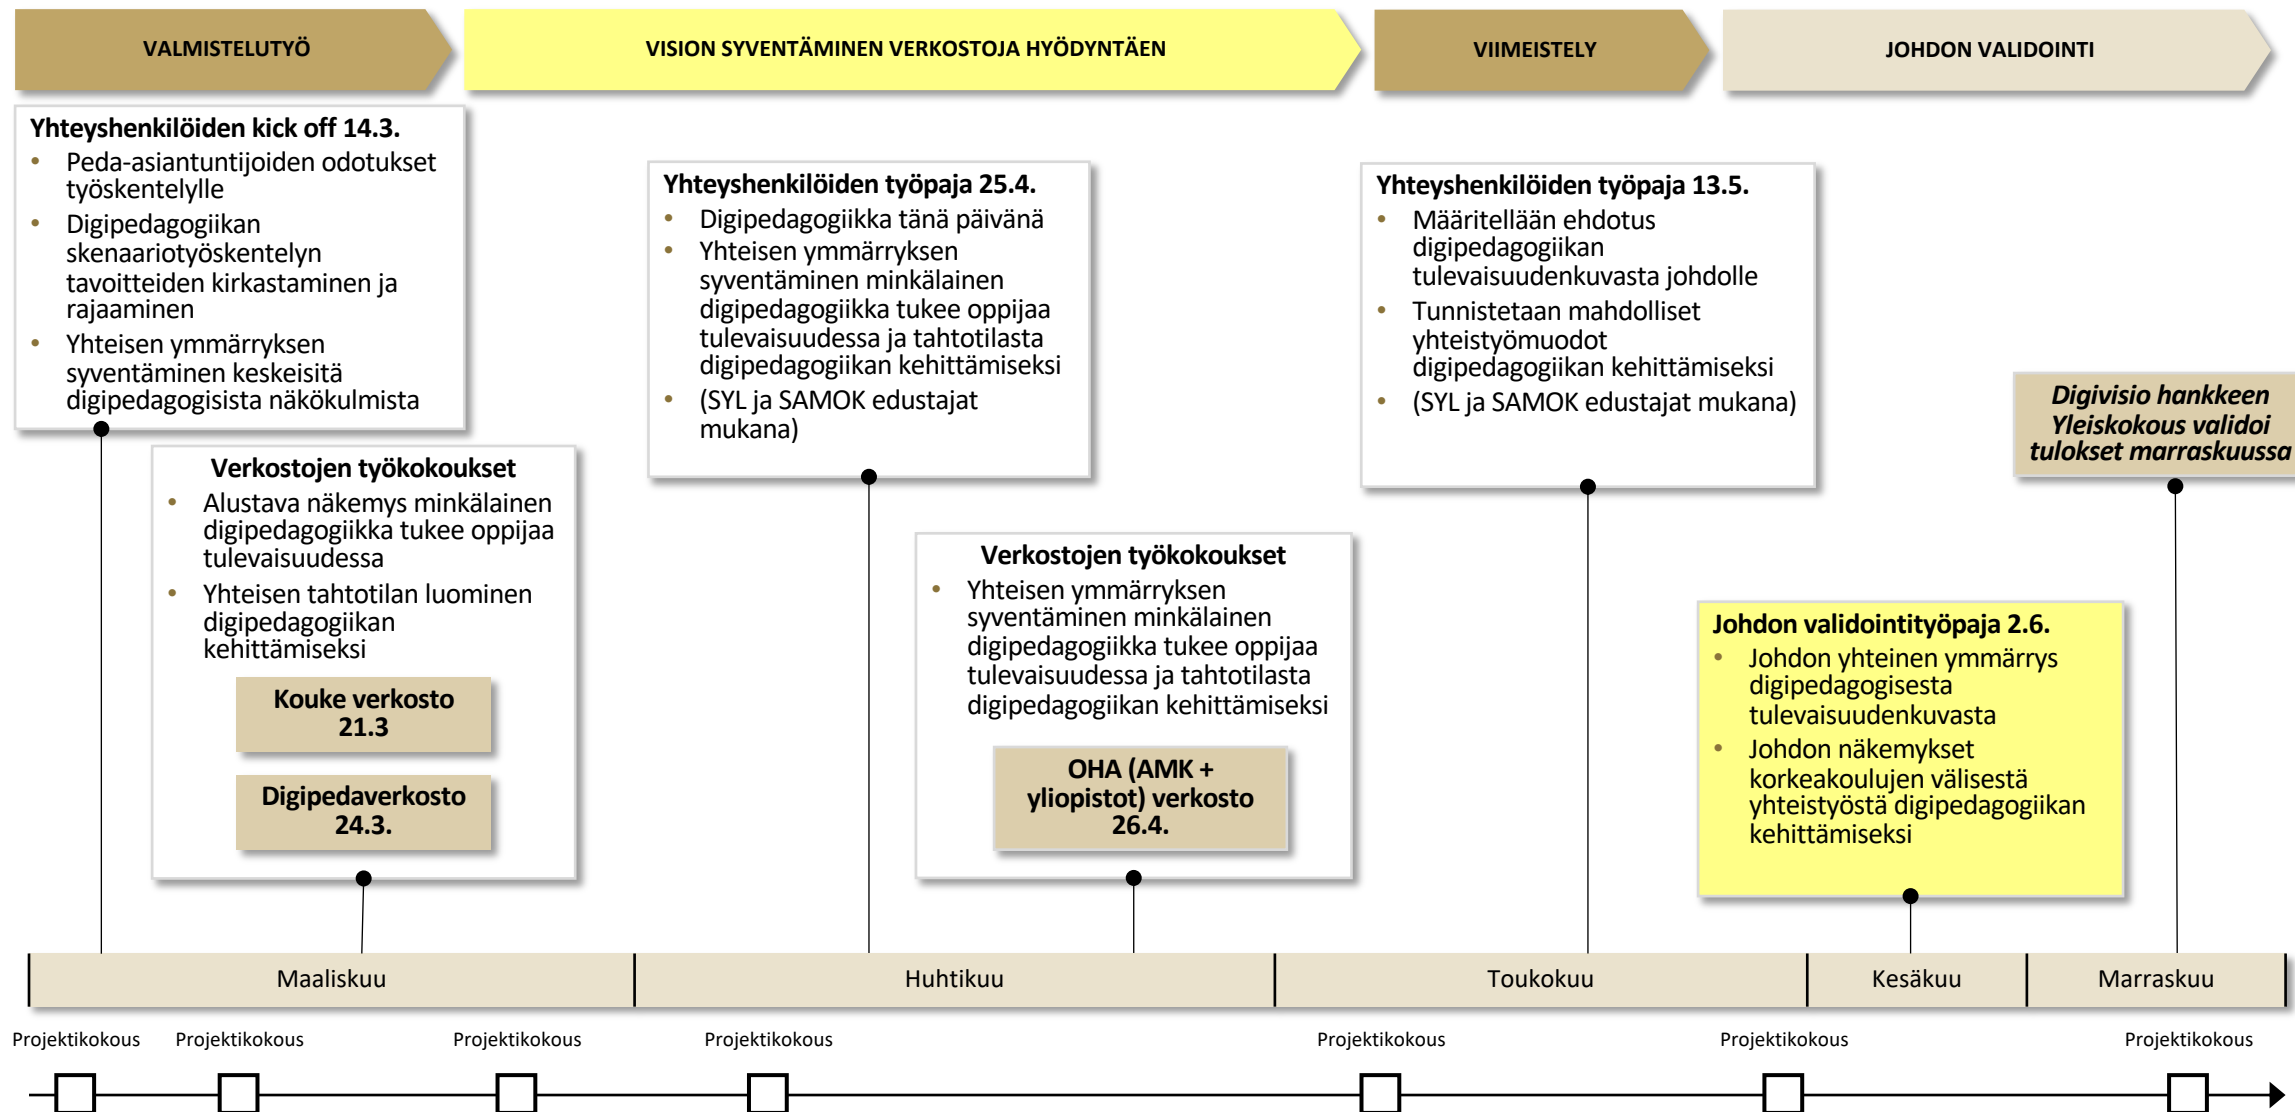 VALMISTELUTYÖ
VISION SYVENTÄMINEN VERKOSTOJA HYÖDYNTÄEN
VIIMEISTELY
JOHDON VALIDOINTI
Yhteyshenkilöiden kick off 14.3.
• Peda-asiantuntijoiden odotukset
työskentelylle
• Digipedagogiikan
skenaariotyöskentelyn
tavoitteiden kirkastaminen ja
rajaaminen
• Yhteisen ymmärryksen
syventäminen keskeisitä
digipedagogisista näkökulmista
Verkostojen työkokoukset
• Alustava näkemys minkälainen
digipedagogiikka tukee oppijaa
tulevaisuudessa
• Yhteisen tahtotilan luominen
digipedagogiikan
kehittämiseksi
Kouke verkosto
21.3
Digipedaverkosto
24.3.
Yhteyshenkilöiden työpaja 25.4.
• Digipedagogiikka tänä päivänä
• Yhteisen ymmärryksen
syventäminen minkälainen
digipedagogiikka tukee oppijaa
tulevaisuudessa ja tahtotilasta
digipedagogiikan kehittämiseksi
• (SYL ja SAMOK edustajat
mukana)
Verkostojen työkokoukset
• Yhteisen ymmärryksen
syventäminen minkälainen
digipedagogiikka tukee oppijaa
tulevaisuudessa ja tahtotilasta
digipedagogiikan kehittämiseksi
OHA (AMK +
yliopistot) verkosto
26.4.
Yhteyshenkilöiden työpaja 13.5.
• Määritellään ehdotus
digipedagogiikan
tulevaisuudenkuvasta johdolle
• Tunnistetaan mahdolliset
yhteistyömuodot
digipedagogiikan kehittämiseksi
• (SYL ja SAMOK edustajat mukana)
Johdon validointityöpaja 2.6.
• Johdon yhteinen ymmärrys
digipedagogisesta
tulevaisuudenkuvasta
• Johdon näkemykset
korkeakoulujen välisestä
yhteistyöstä digipedagogiikan
kehittämiseksi
Digivisio hankkeen
Yleiskokous validoi
tulokset marraskuussa
Maaliskuu
Huhtikuu
Toukokuu
Kesäkuu
Marraskuu
Projektikokous
Projektikokous
Projektikokous
Projektikokous
Projektikokous
Projektikokous
Projektikokous